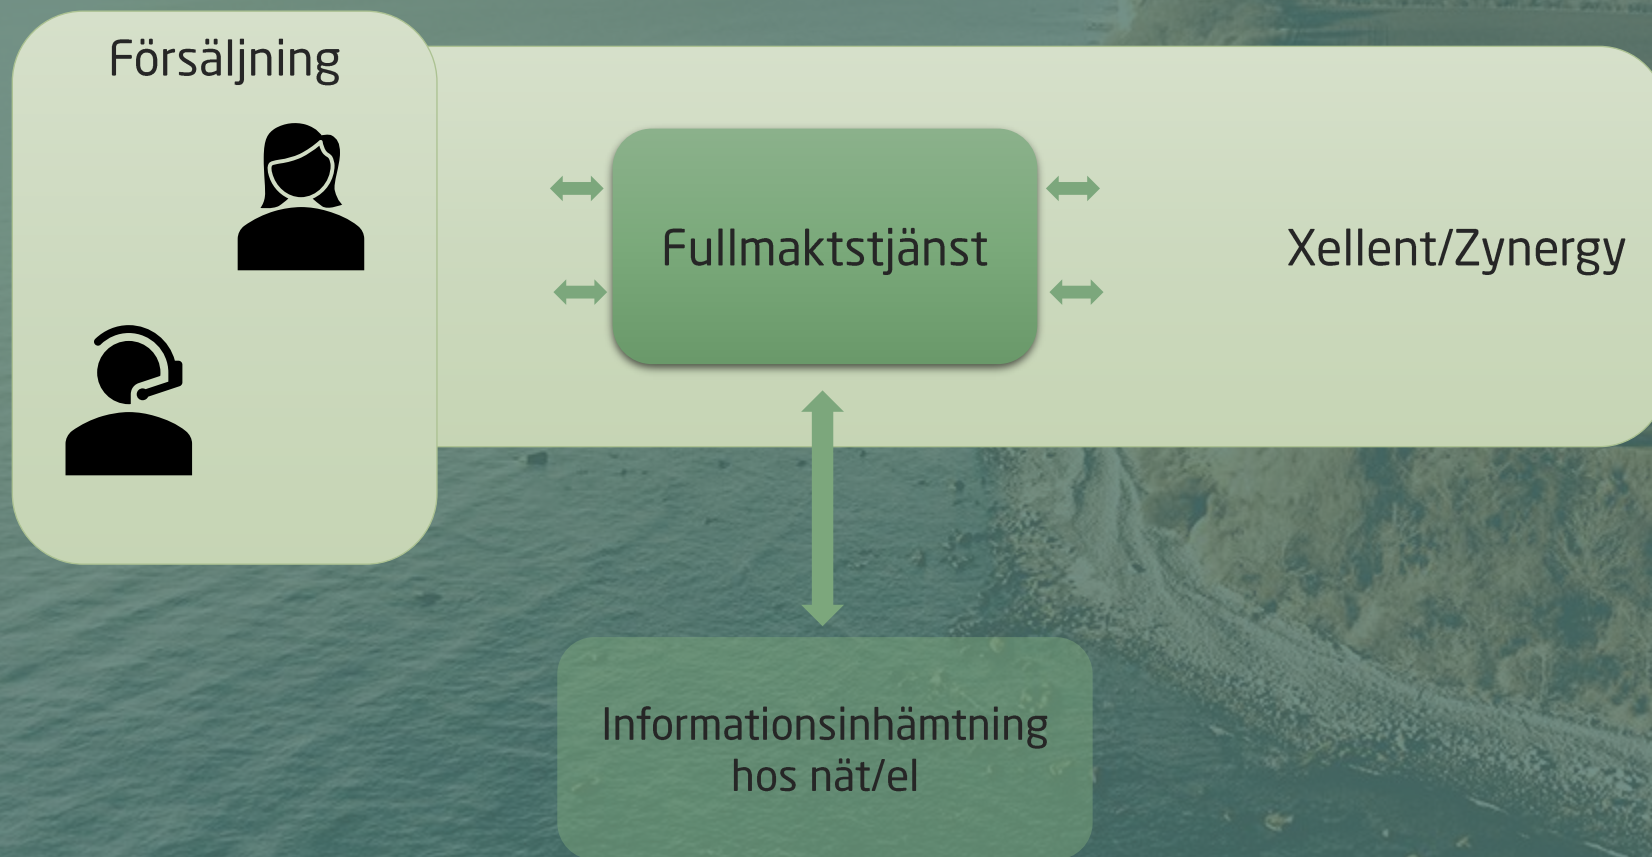 Försäljning
Fullmaktstjänst
Xellent/Zynergy
Informationsinhämtning
hos nät/el